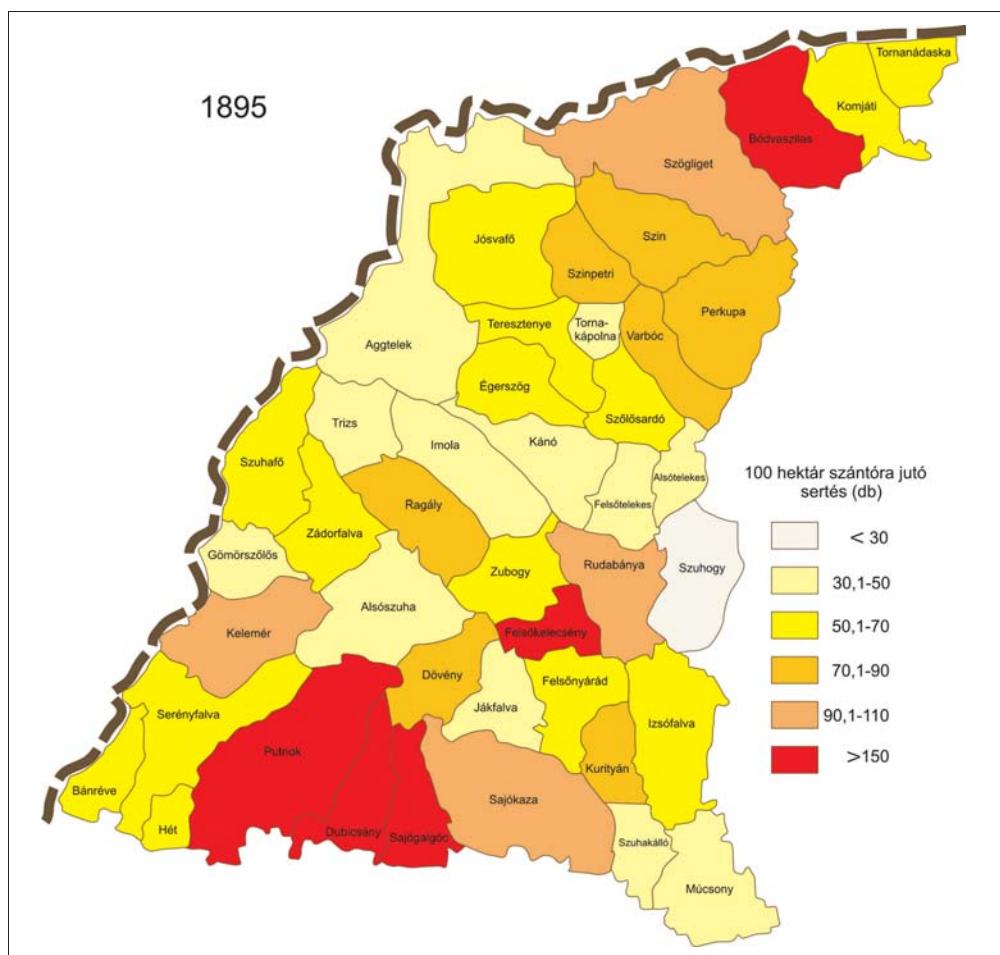 1895
Tornanádaska
Komjáti
Bódvaszilas
Szögliget
Jósvafő
Szin
Szinpetri
Perkupa
Teresztenye
Torna-
kápolna
Varbóc
Aggtelek
Égerszög
Szőlősardó
Trizs
Imola
Kánó
Szuhafő
Alsótelekes
Ragály
Felsőtelekes
Zádorfalva
Gömörszőlős
Zubogy
Rudabánya
Szuhogy
Alsószuha
Kelemér
Felsőkelecsény
Dövény
Felsőnyárád
Jákfalva
Serényfalva
Izsófalva
Putnok
Kurityán
Bánréve
Sajókaza
Hét
Dubicsány
Sajógalgóc
Szuhakálló
Múcsony
100 hektár szántóra jutó
sertés (db)
< 30
30,1-50
50,1-70
70,1-90
90,1-110
>150